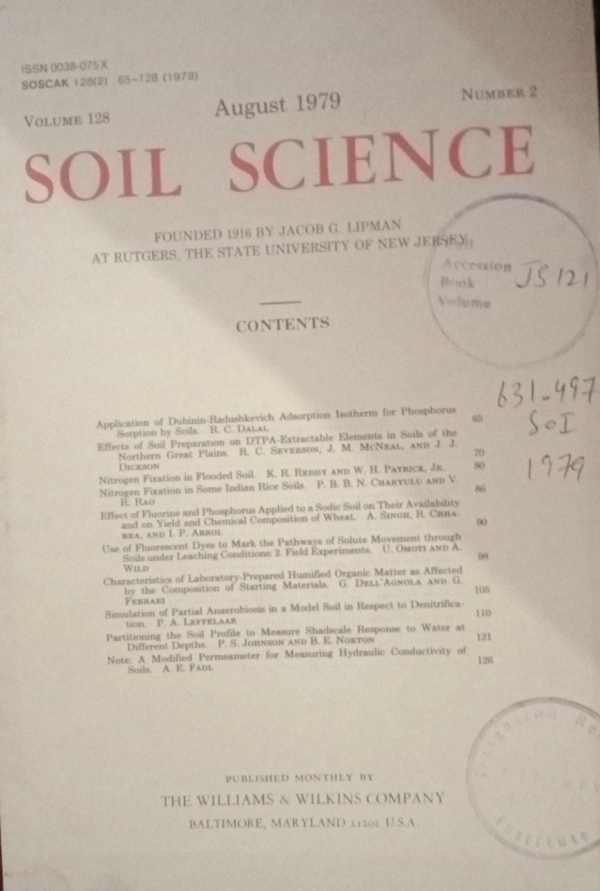 ISSN 0038-075X
SOSCAK 128(2) 65-128 (1979)
VOLUME 128
August 1979
NUMBER 2
SOIL SCIENCE
FOUNDED 1916 BY JACOB G. LIPMAN
AT RUTGERS, THE STATE UNIVERSITY OF NEW JERSEY
Accession
Book
Volume
JS 121
CONTENTS
631.497
SOI
1979
Application of Dubinin-Radushkevich Adsorption Isotherm for Phosphorus
Sorption by Soils. R. C. DALAL 65
Effects of Soil Preparation on DTPA-Extractable Elements in Soils of the
Northern Great Plains. R. C. SEVERSON, J. M. MCNEAL, AND J. J.
DICKSON 70
Nitrogen Fixation in Flooded Soil. K. R. REDDY AND W. H. PATRICK, JR. 80
Nitrogen Fixation in Some Indian Rice Soils. P. B. B. N. CHARYULU AND V.
R. RAO 86
Effect of Fluorine and Phosphorus Applied to a Sodic Soil on Their Availability
and on Yield and Chemical Composition of Wheat. A. SINGH, R. CHHA-
BRA, AND I. P. ABROL 90
Use of Fluorescent Dyes to Mark the Pathways of Solute Movement through
Soils under Leaching Conditions: 2. Field Experiments. U. OMOTI AND A.
WILD 98
Characteristics of Laboratory-Prepared Humified Organic Matter as Affected
by the Composition of Starting Materials. G. DELL'AGNOLA AND G.
FERRARI 105
Simulation of Partial Anaerobiosis in a Model Soil in Respect to Denitrifica-
tion. P. A. LEFFELAAR 110
Partitioning the Soil Profile to Measure Shadscale Response to Water at
Different Depths. P. S. JOHNSON AND B. E. NORTON 121
Note: A Modified Permeameter for Measuring Hydraulic Conductivity of
Soils. A. E. FADL 126
Irrigation Re
Library
Institute
PUBLISHED MONTHLY BY
THE WILLIAMS & WILKINS COMPANY
BALTIMORE, MARYLAND 21202 U.S.A.